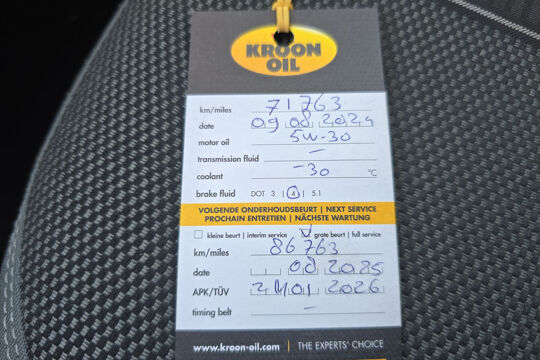 KROON
OIL
km/miles 71763
date 09 08 2024
motor oil 5W-30
transmission fluid —
coolant -30 °C
brake fluid DOT 3 | 4 | 5.1
VOLGENDE ONDERHOUDSBEURT | NEXT SERVICE
PROCHAIN ENTRETIEN | NÄCHSTE WARTUNG
kleine beurt | interim service grote beurt | full service
km/miles 86763
date 08 2025
APK/TÜV 01 2026
timing belt —
www.kroon-oil.com | THE EXPERTS' CHOICE